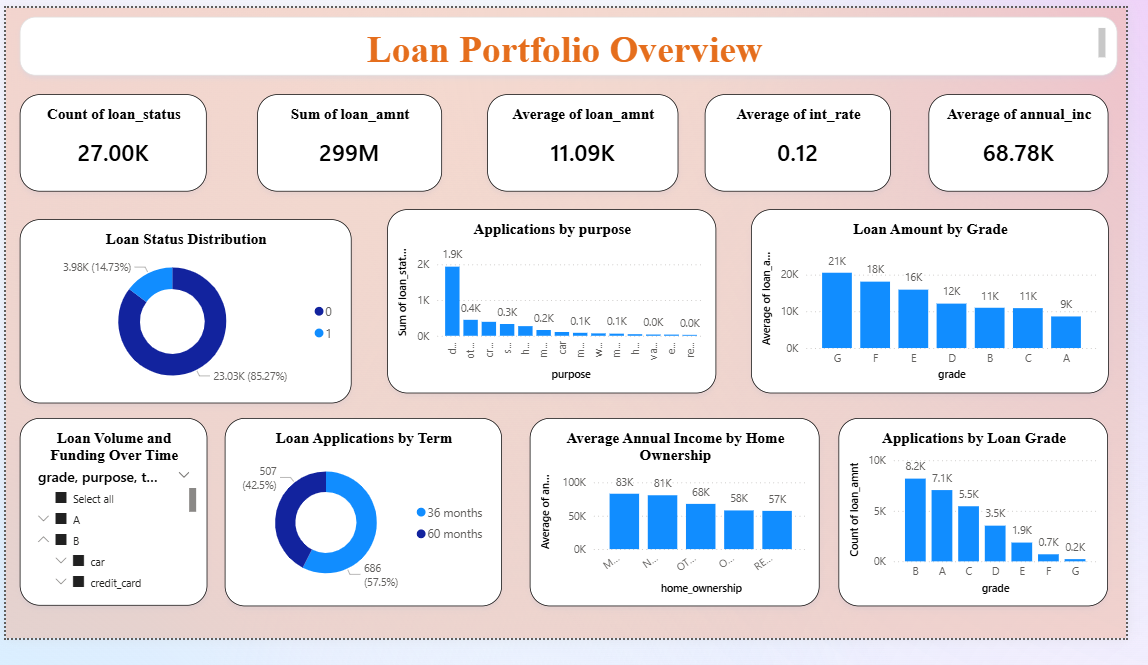 Loan Portfolio Overview
Count of loan_status
27.00K
Sum of loan_amnt
299M
Average of loan_amnt
11.09K
Average of int_rate
0.12
Average of annual_inc
68.78K
Loan Status Distribution
3.98K (14.73%)
23.03K (85.27%)
0
1
Applications by purpose
Sum of loan_stat...
2K
1K
0K
1.9K
0.4K
0.3K
0.2K
0.1K
0.1K
0.0K
0.0K
d...
ot...
cr...
s...
h...
m...
car
m...
w...
m...
h...
va...
e...
re...
purpose
Loan Amount by Grade
Average of loan_a...
20K
10K
0K
21K
18K
16K
12K
11K
11K
9K
G
F
E
D
B
C
A
grade
Loan Volume and
Funding Over Time
grade, purpose, t...
Select all
A
B
car
credit_card
Loan Applications by Term
507
(42.5%)
686
(57.5%)
36 months
60 months
Average Annual Income by Home
Ownership
Average of an...
100K
50K
0K
83K
81K
68K
58K
57K
M...
N...
OT...
O...
RE...
home_ownership
Applications by Loan Grade
Count of loan_amnt
10K
5K
0K
8.2K
7.1K
5.5K
3.5K
1.9K
0.7K
0.2K
B
A
C
D
E
F
G
grade